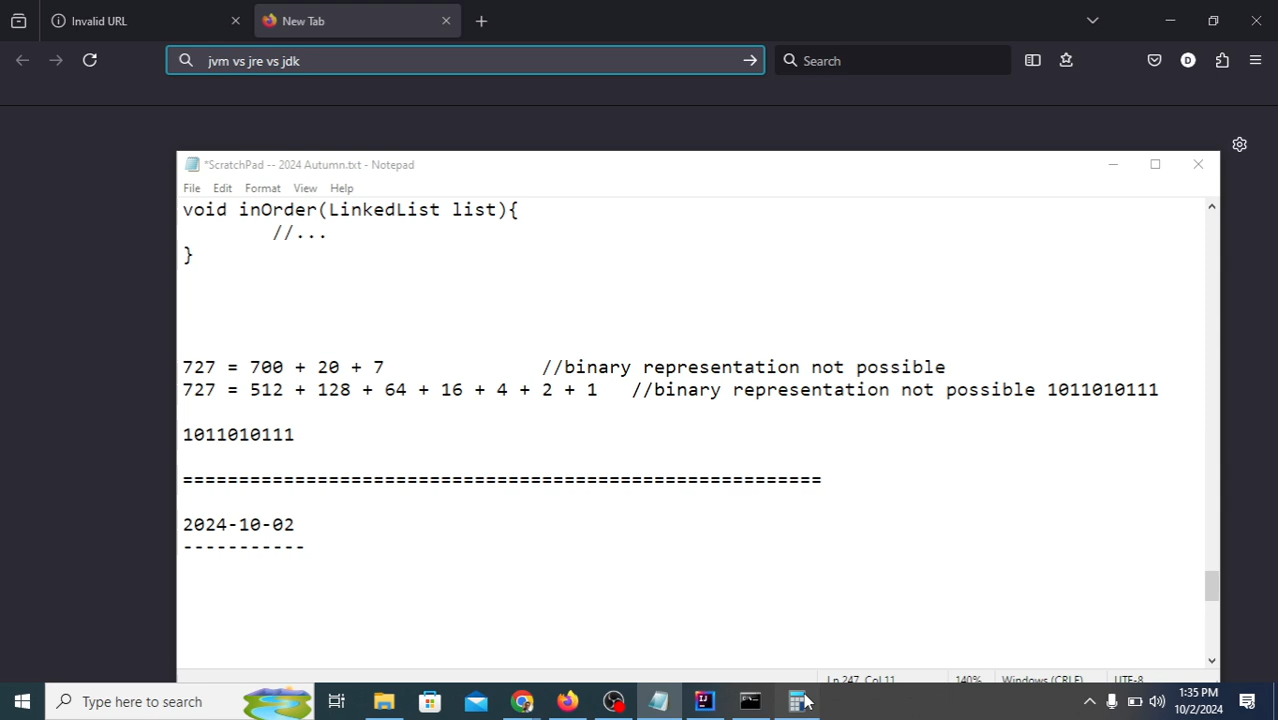 Invalid URL
New Tab
jvm vs jre vs jdk
Search
D
*ScratchPad -- 2024 Autumn.txt - Notepad
File Edit Format View Help
void inOrder(LinkedList list){
//...
}
727 = 700 + 20 + 7 //binary representation not possible
727 = 512 + 128 + 64 + 16 + 4 + 2 + 1 //binary representation not possible 1011010111
1011010111
=========================================================
2024-10-02
-----------
Ln 247, Col 11 140% Windows (CRLF) UTF-8
Type here to search
1:35 PM
10/2/2024